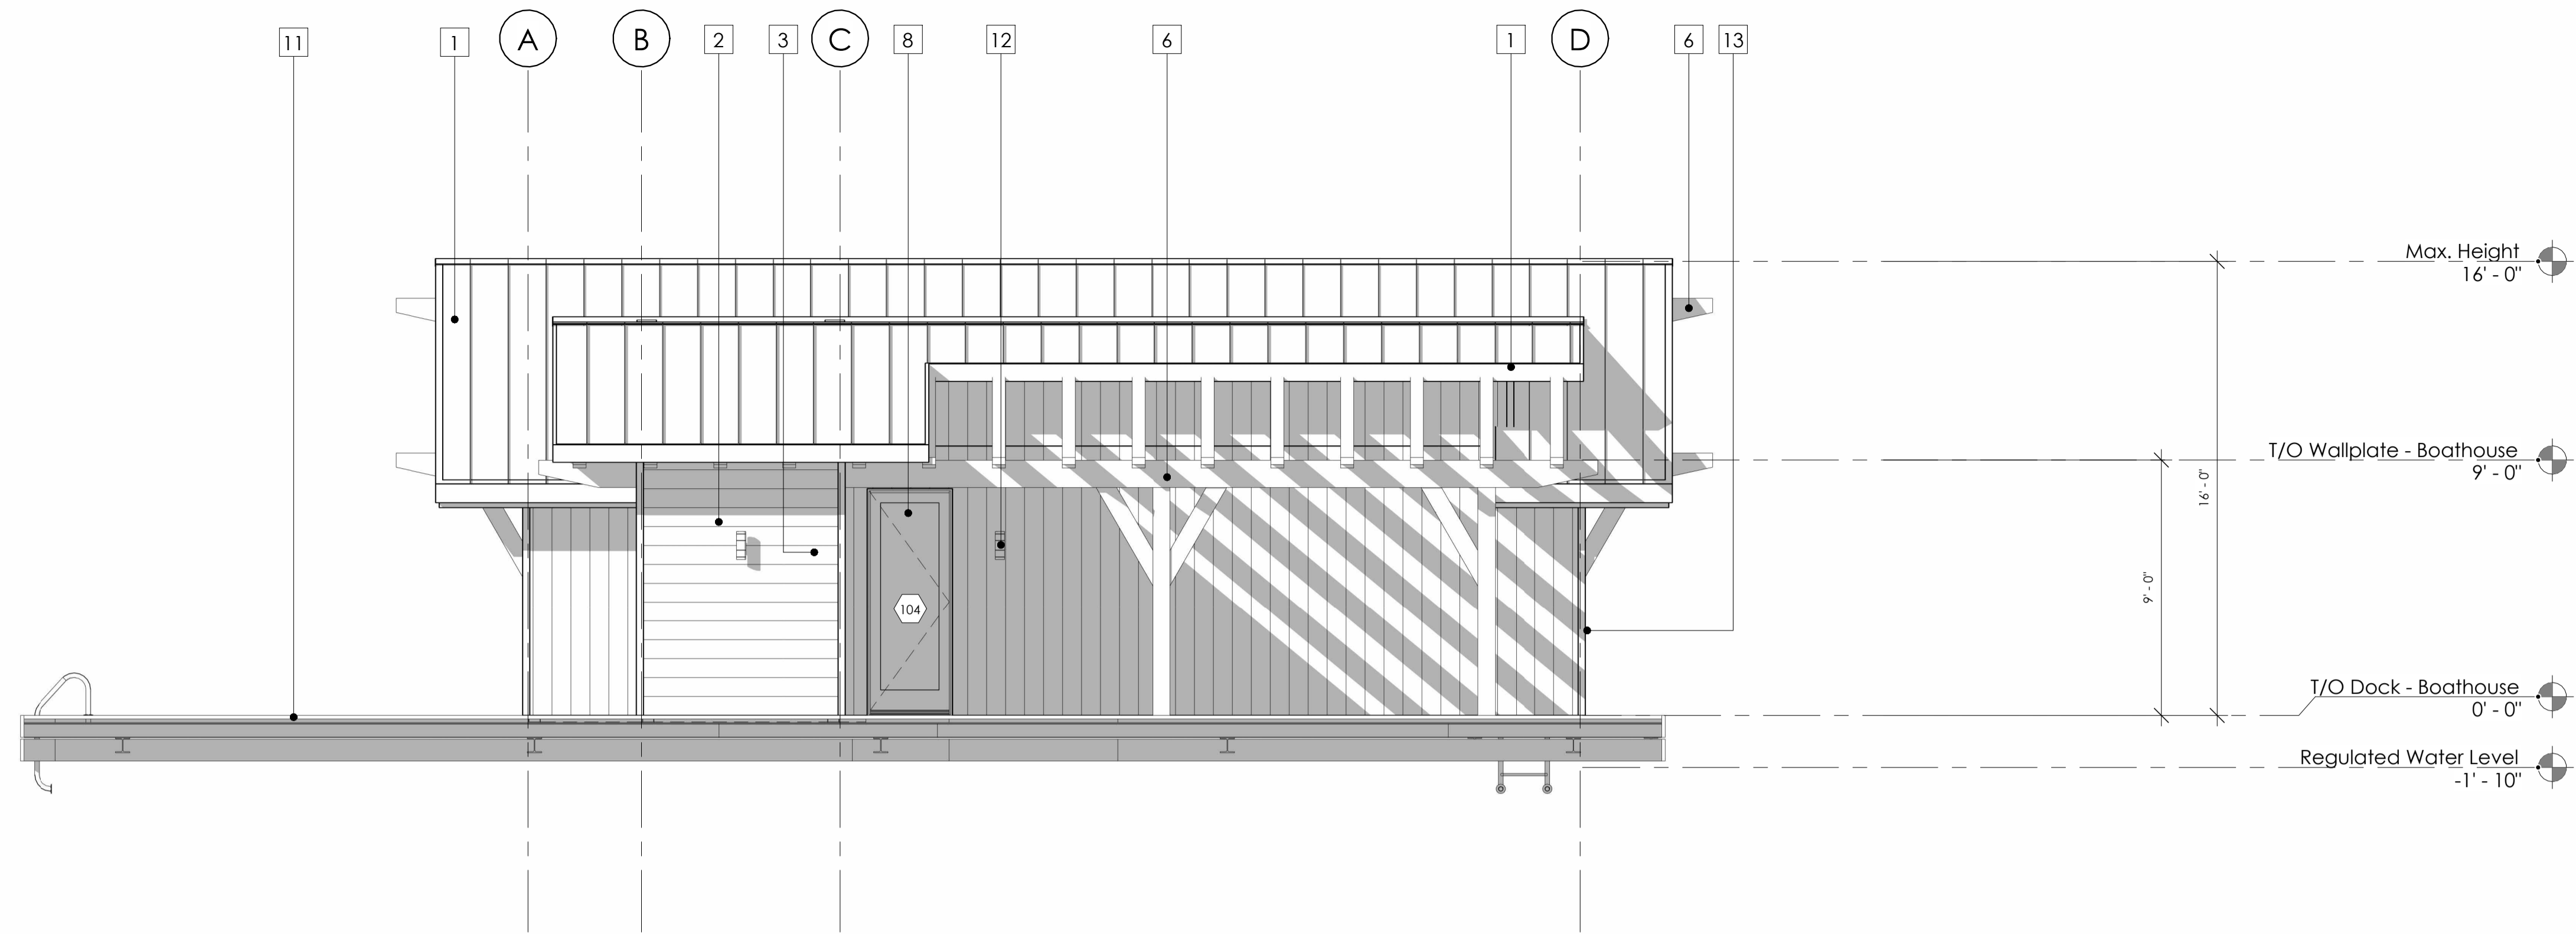 11
1
A
B
2
3
C
8
12
6
1
D
6
13
Max. Height
16' - 0"
T/O Wallplate - Boathouse
9' - 0"
16' - 0"
9' - 0"
104
T/O Dock - Boathouse
0' - 0"
Regulated Water Level
-1' - 10"